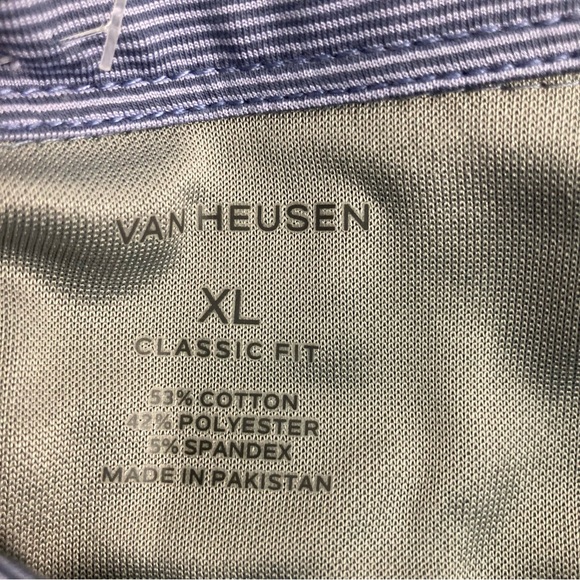 VAN HEUSEN
XL
CLASSIC FIT
53% COTTON
42% POLYESTER
5% SPANDEX
MADE IN PAKISTAN